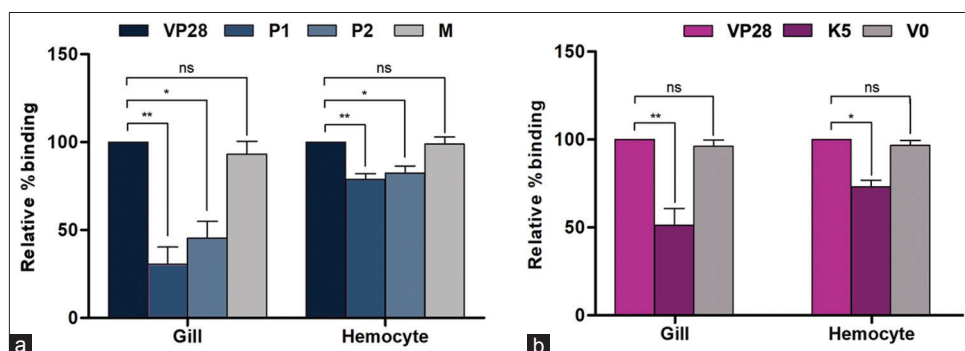 VP28 P1 P2 M
150
ns
ns
*
*
**
**
100
50
0
Relative % binding
Gill Hemocyte
a
VP28 K5 V0
150
ns
ns
**
*
100
50
0
Relative % binding
Gill Hemocyte
b